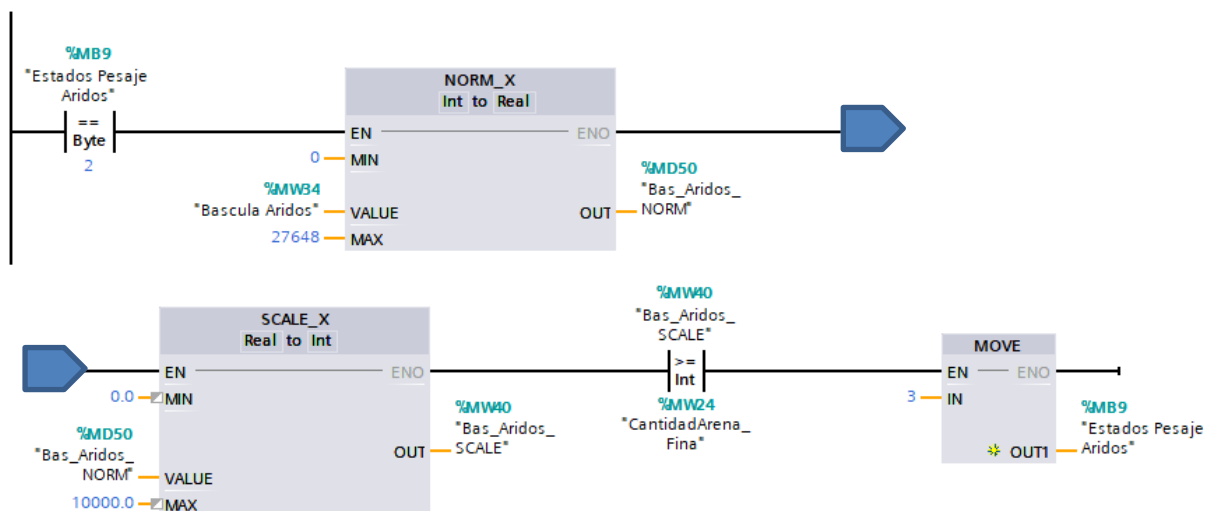 %MB9
"Estados Pesaje
Aridos"
==
Byte
2
NORM_X
Int to Real
EN
ENO
0
MIN
%MW34
"Bascula Aridos"
VALUE
27648
MAX
OUT
%MD50
"Bas_Aridos_
NORM"
SCALE_X
Real to Int
EN
ENO
0.0
MIN
%MD50
"Bas_Aridos_
NORM"
VALUE
10000.0
MAX
OUT
%MW40
"Bas_Aridos_
SCALE"
%MW40
"Bas_Aridos_
SCALE"
>=
Int
%MW24
"CantidadArena_
Fina"
MOVE
EN
ENO
3
IN
OUT1
%MB9
"Estados Pesaje
Aridos"